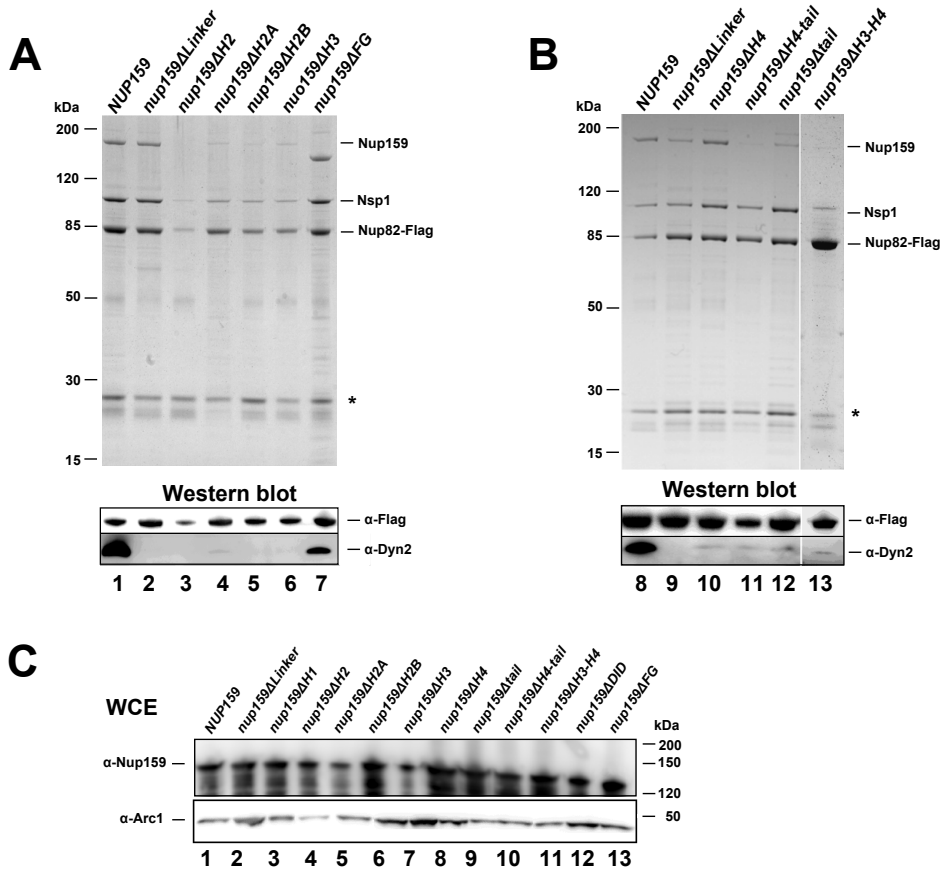 A
NUP159
nup159ΔLinker
nup159ΔH2
nup159ΔH2A
nup159ΔH2B
nuo159ΔH3
nup159ΔFG
kDa
200
120
85
50
30
15
Nup159
Nsp1
Nup82-Flag
*
Western blot
α-Flag
α-Dyn2
1 2 3 4 5 6 7
B
NUP159
nup159ΔLinker
nup159ΔH4
nup159ΔH4-tail
nup159Δtail
nup159ΔH3-H4
kDa
200
120
85
50
30
15
Nup159
Nsp1
Nup82-Flag
*
Western blot
α-Flag
α-Dyn2
8 9 10 11 12 13
C
WCE
NUP159
nup159ΔLinker
nup159ΔH1
nup159ΔH2
nup159ΔH2A
nup159ΔH2B
nup159ΔH3
nup159ΔH4
nup159Δtail
nup159ΔH4-tail
nup159ΔH3-H4
nup159ΔDID
nup159ΔFG
kDa
200
α-Nup159
150
120
α-Arc1
50
1 2 3 4 5 6 7 8 9 10 11 12 13